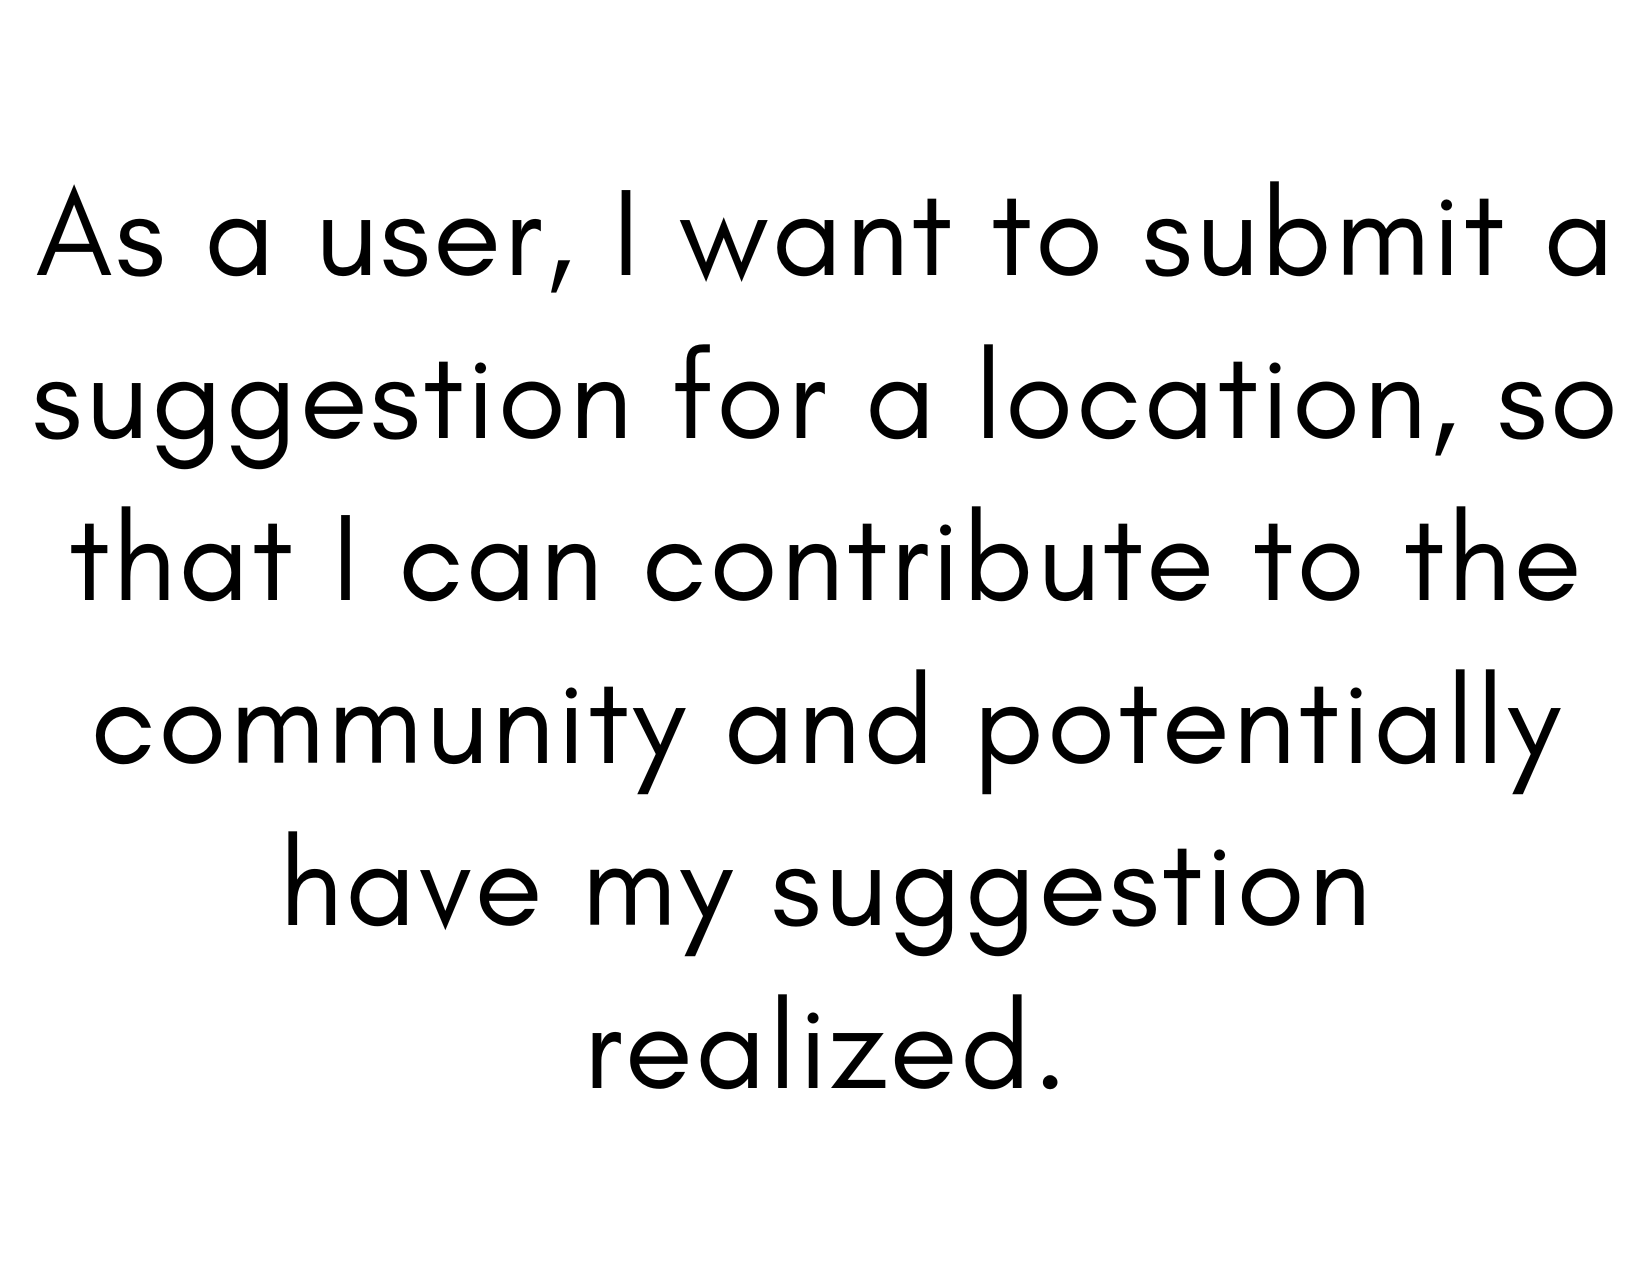 As a user, I want to submit a
suggestion for a location, so
that I can contribute to the
community and potentially
have my suggestion
realized.